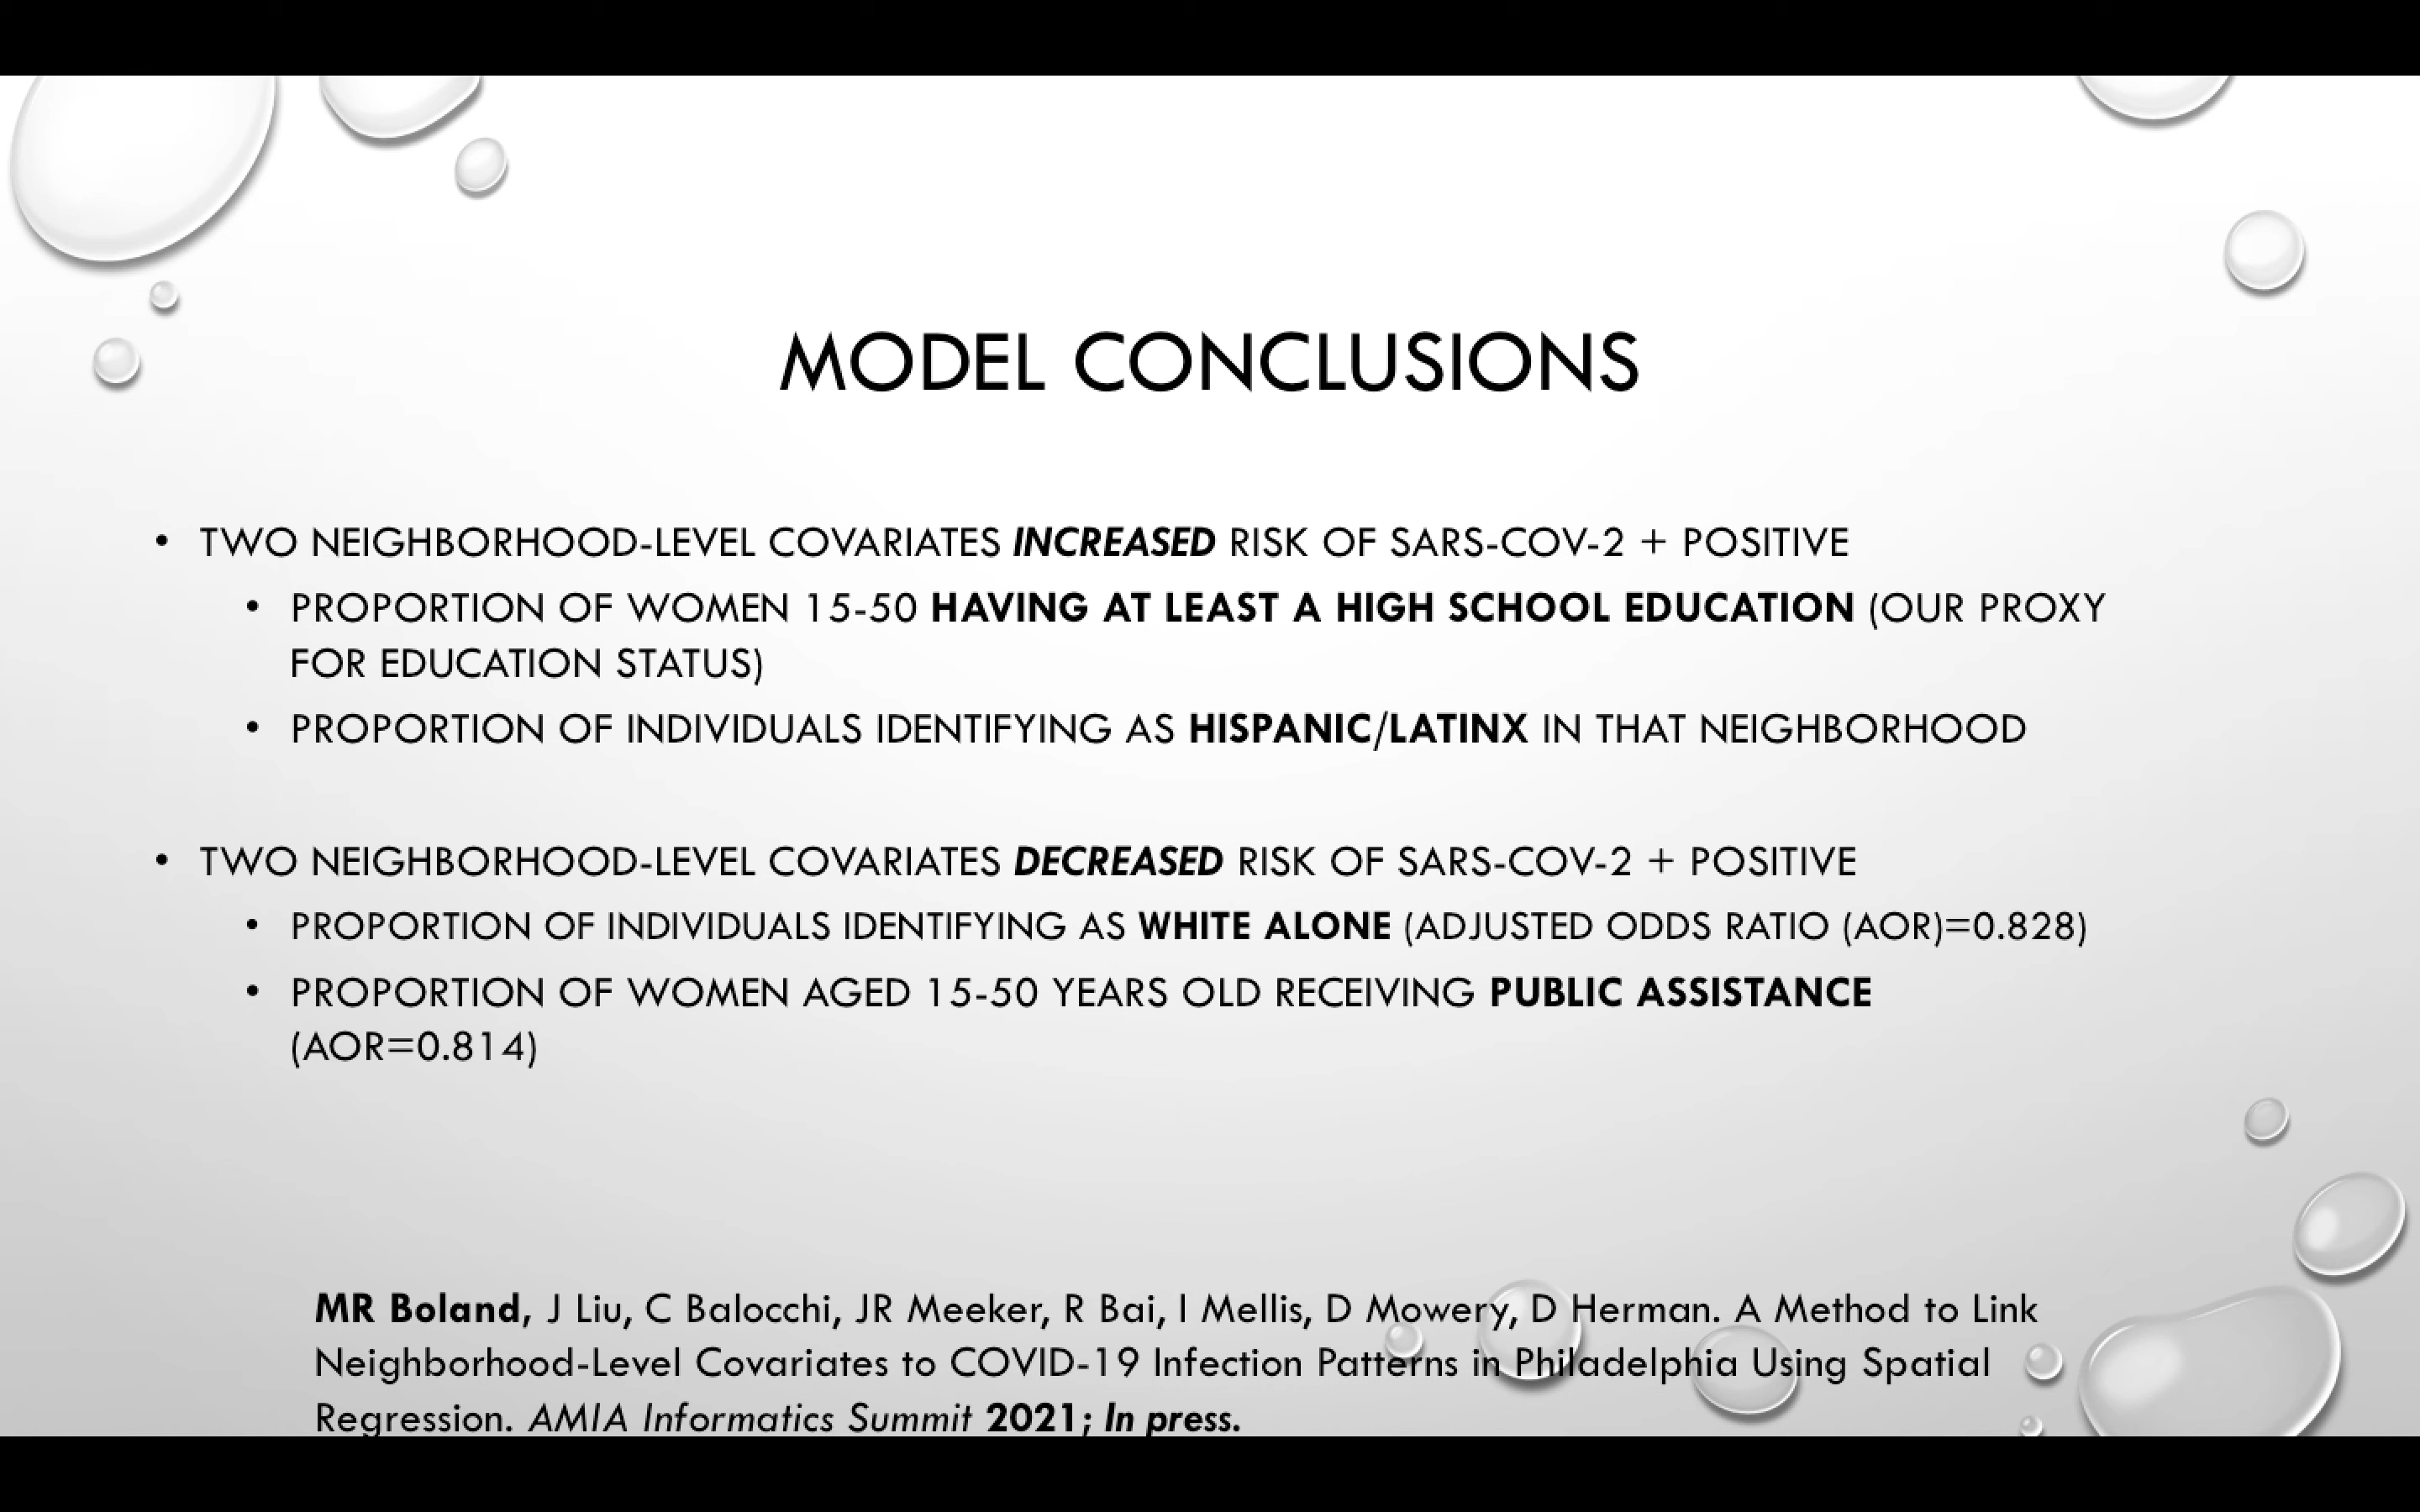 MODEL CONCLUSIONS
• TWO NEIGHBORHOOD-LEVEL COVARIATES INCREASED RISK OF SARS-COV-2 + POSITIVE
• PROPORTION OF WOMEN 15-50 HAVING AT LEAST A HIGH SCHOOL EDUCATION (OUR PROXY
FOR EDUCATION STATUS)
• PROPORTION OF INDIVIDUALS IDENTIFYING AS HISPANIC/LATINX IN THAT NEIGHBORHOOD
• TWO NEIGHBORHOOD-LEVEL COVARIATES DECREASED RISK OF SARS-COV-2 + POSITIVE
• PROPORTION OF INDIVIDUALS IDENTIFYING AS WHITE ALONE (ADJUSTED ODDS RATIO (AOR)=0.828)
• PROPORTION OF WOMEN AGED 15-50 YEARS OLD RECEIVING PUBLIC ASSISTANCE
(AOR=0.814)
MR Boland, J Liu, C Balocchi, JR Meeker, R Bai, I Mellis, D Mowery, D Herman. A Method to Link
Neighborhood-Level Covariates to COVID-19 Infection Patterns in Philadelphia Using Spatial
Regression. AMIA Informatics Summit 2021; In press.